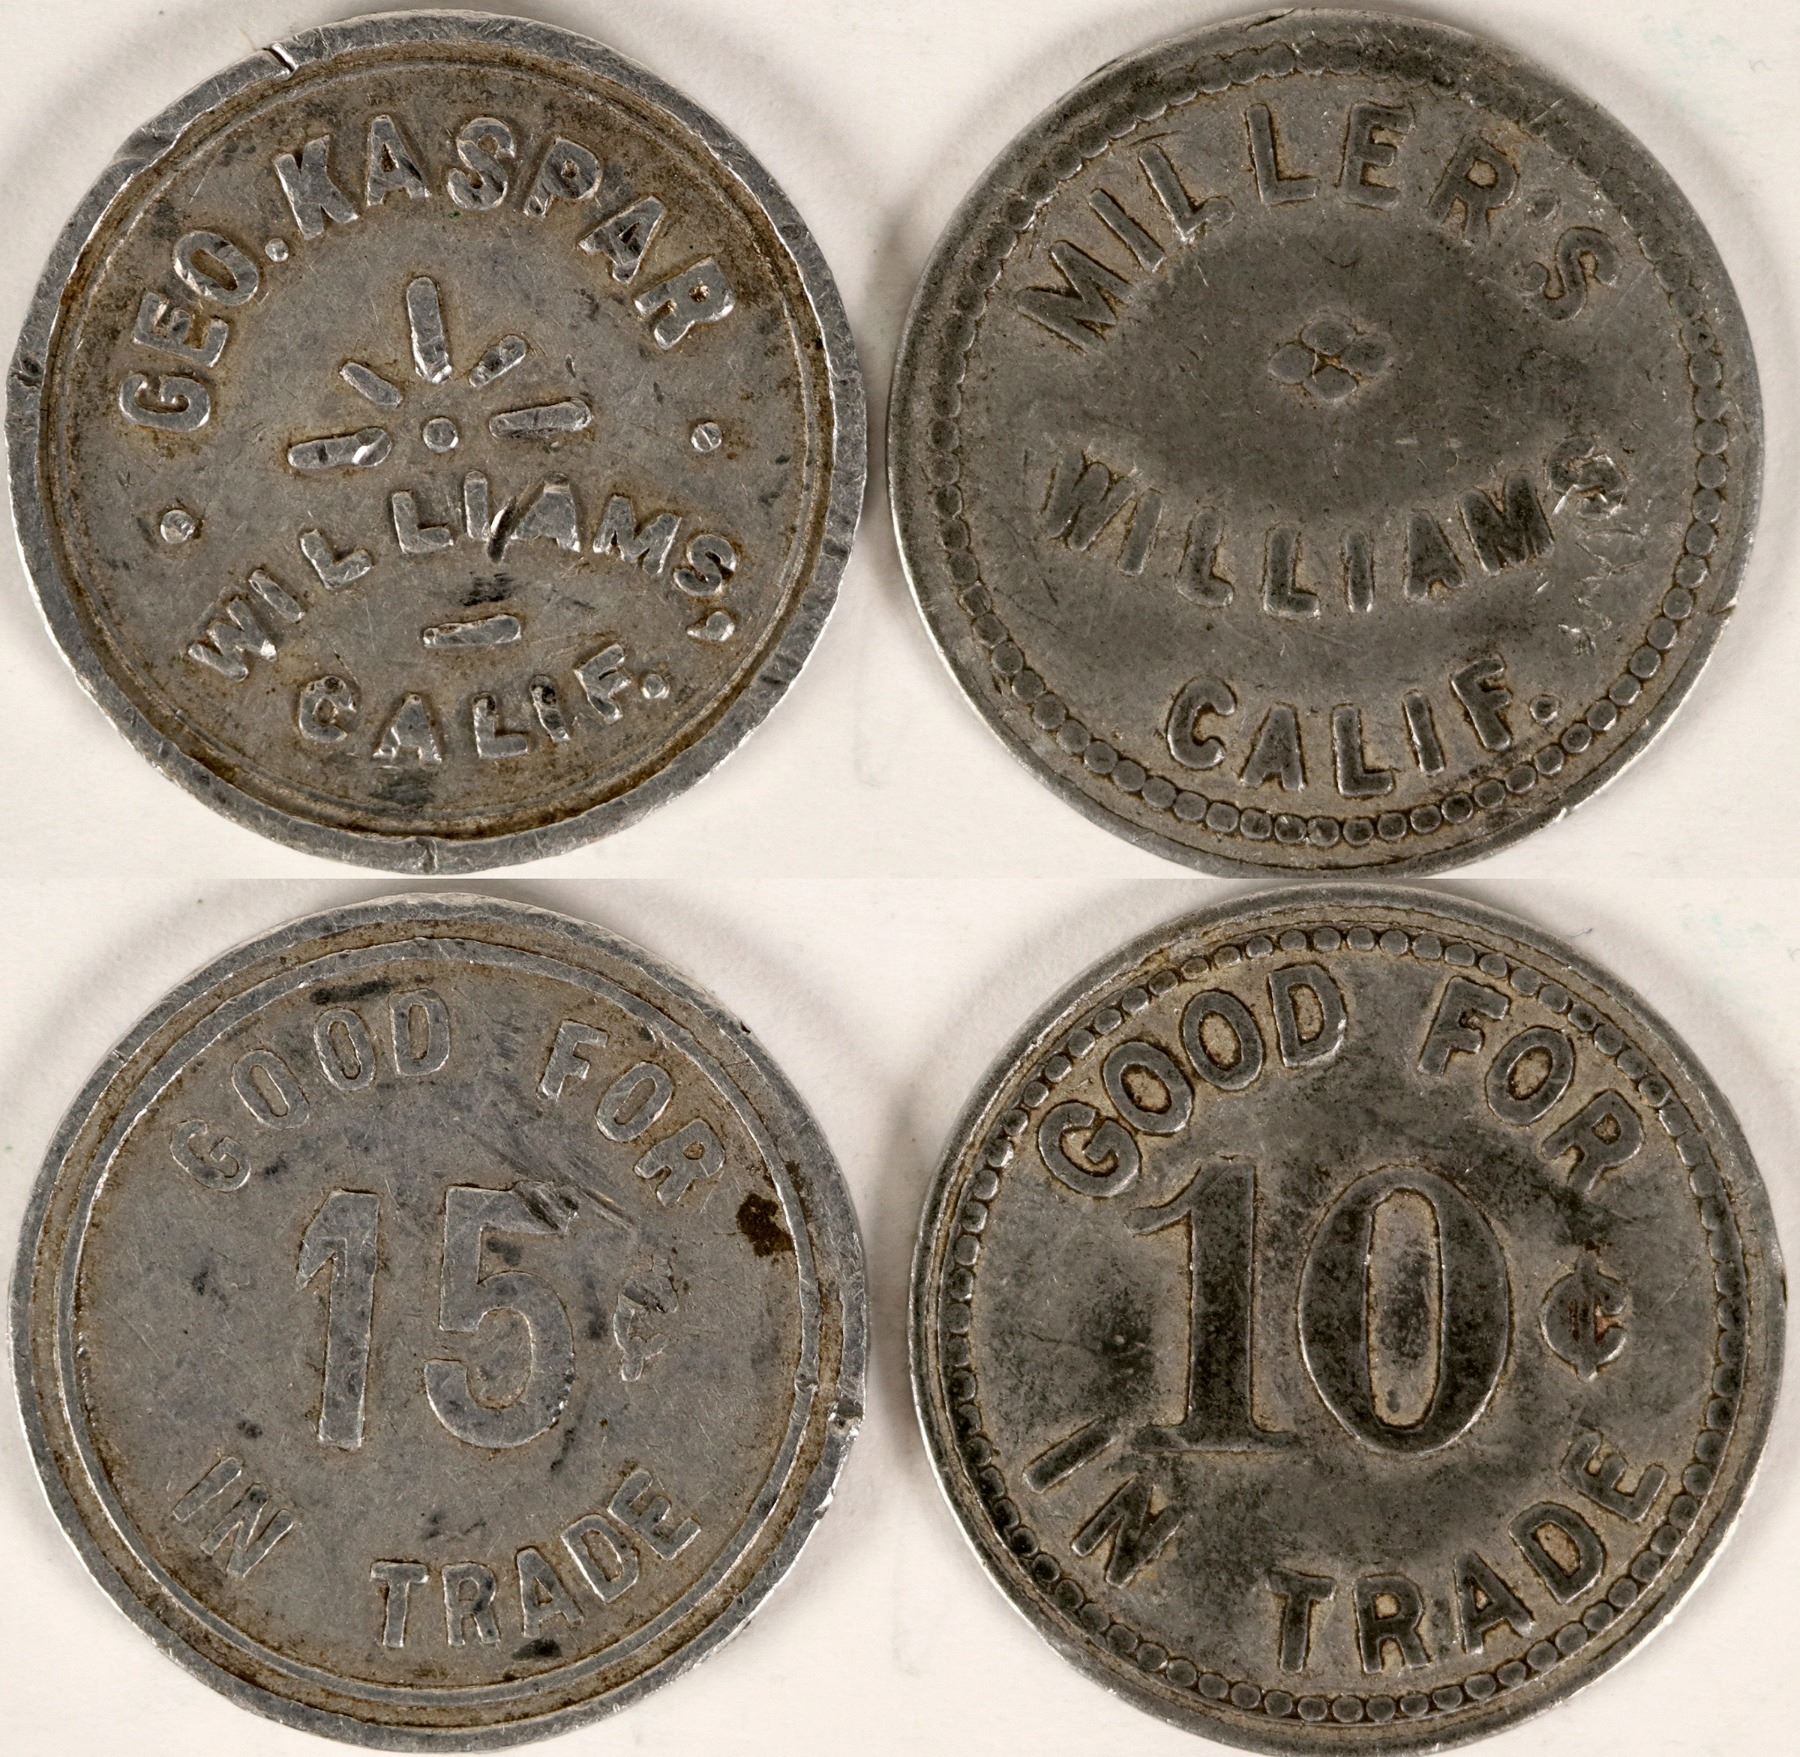 GEO. KASPAR
WILLIAMS,
CALIF.
MILLER'S
WILLIAMS
CALIF.
GOOD FOR
15¢
IN TRADE
GOOD FOR
10¢
IN TRADE